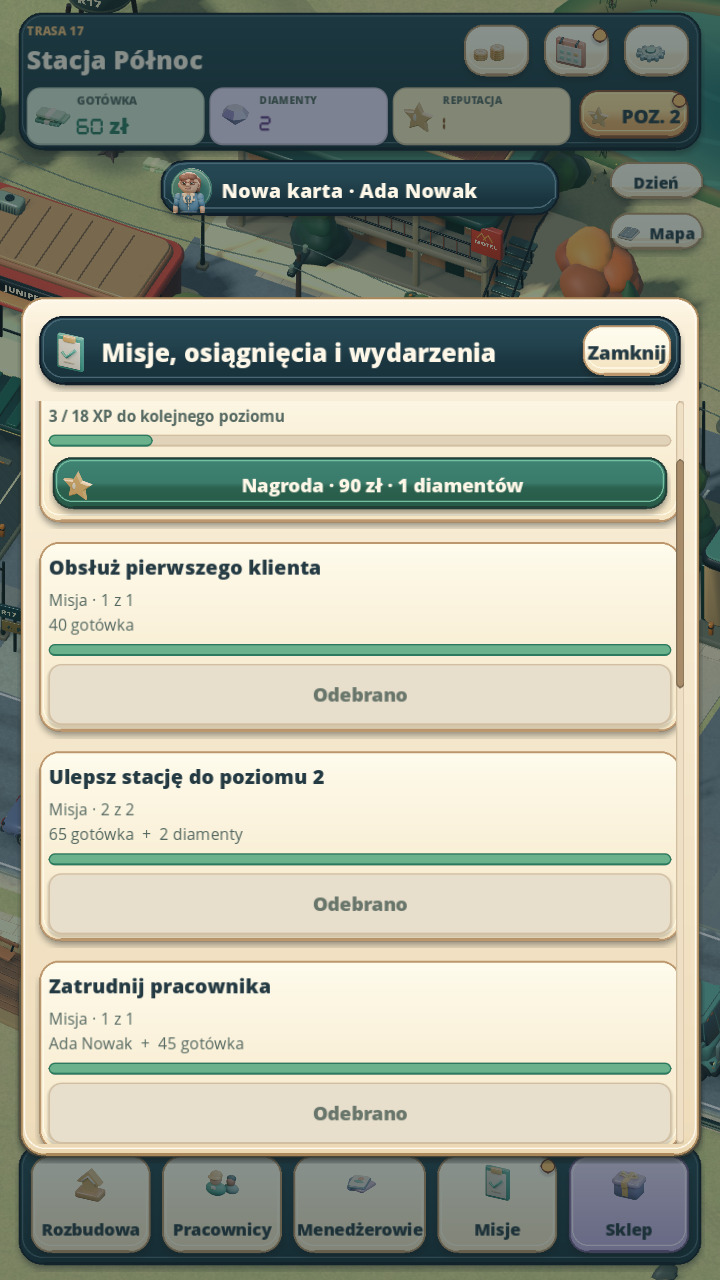 TRASA 17
Stacja Północ
GOTÓWKA
60 zł
DIAMENTY
2
REPUTACJA
1
POZ. 2
Nowa karta · Ada Nowak
Dzień
Mapa
MOTEL
Misje, osiągnięcia i wydarzenia
Zamknij
3 / 18 XP do kolejnego poziomu
Nagroda · 90 zł · 1 diamentów
Obsłuż pierwszego klienta
Misja · 1 z 1
40 gotówka
Odebrano
Ulepsz stację do poziomu 2
Misja · 2 z 2
65 gotówka + 2 diamenty
Odebrano
Zatrudnij pracownika
Misja · 1 z 1
Ada Nowak + 45 gotówka
Odebrano
Rozbudowa
Pracownicy
Menedżerowie
Misje
Sklep